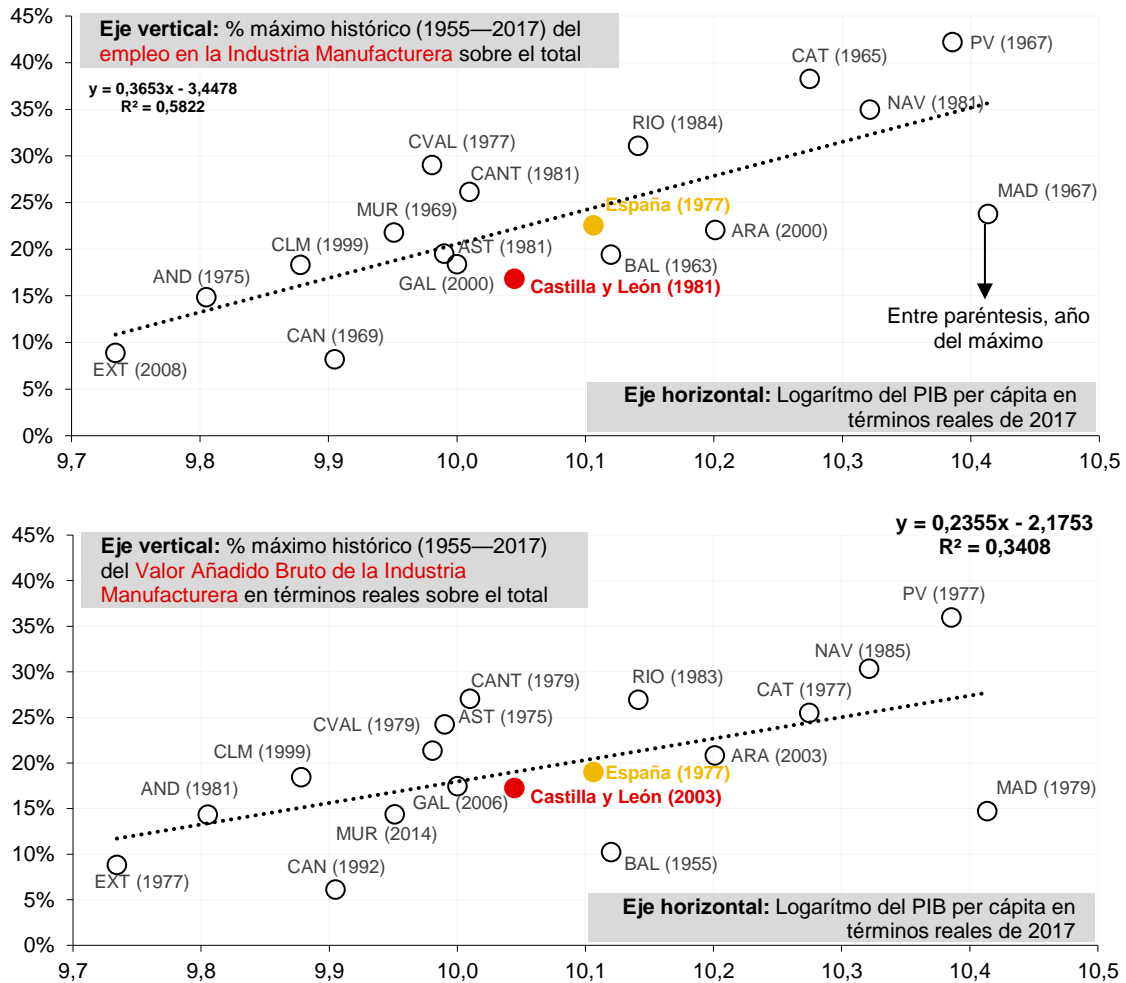 45%
40%
35%
30%
25%
20%
15%
10%
5%
0%
Eje vertical: % máximo histórico (1955—2017) del
empleo en la Industria Manufacturera sobre el total
y = 0,3653x - 3,4478
R² = 0,5822
PV (1967)
CAT (1965)
NAV (1981)
RIO (1984)
CVAL (1977)
CANT (1981)
MUR (1969)
España (1977)
MAD (1967)
ARA (2000)
CLM (1999)
AST (1981)
BAL (1963)
AND (1975)
GAL (2000)
Castilla y León (1981)
CAN (1969)
EXT (2008)
Entre paréntesis, año
del máximo
Eje horizontal: Logarítmo del PIB per cápita en
términos reales de 2017
9,7 9,8 9,9 10,0 10,1 10,2 10,3 10,4 10,5
y = 0,2355x - 2,1753
R² = 0,3408
45%
40%
35%
30%
25%
20%
15%
10%
5%
0%
Eje vertical: % máximo histórico (1955—2017)
del Valor Añadido Bruto de la Industria
Manufacturera en términos reales sobre el total
PV (1977)
NAV (1985)
CANT (1979)
RIO (1983)
CAT (1977)
CVAL (1979)
AST (1975)
CLM (1999)
ARA (2003)
España (1977)
AND (1981)
GAL (2006)
Castilla y León (2003)
MAD (1979)
MUR (2014)
CAN (1992)
BAL (1955)
EXT (1977)
Eje horizontal: Logarítmo del PIB per cápita en
términos reales de 2017
9,7 9,8 9,9 10,0 10,1 10,2 10,3 10,4 10,5